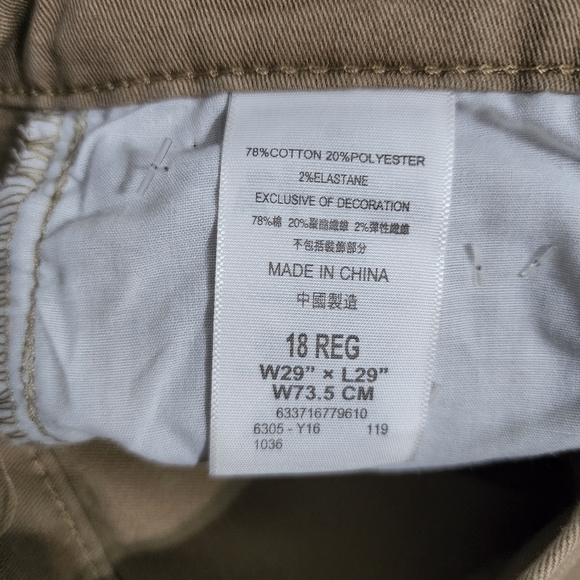 78%COTTON 20%POLYESTER
2%ELASTANE
EXCLUSIVE OF DECORATION
78%棉 20%聚酯纖維 2%彈性纖維
不包括裝飾部分
MADE IN CHINA
中國製造
18 REG
W29" × L29"
W73.5 CM
633716779610
6305 - Y16 119
1036